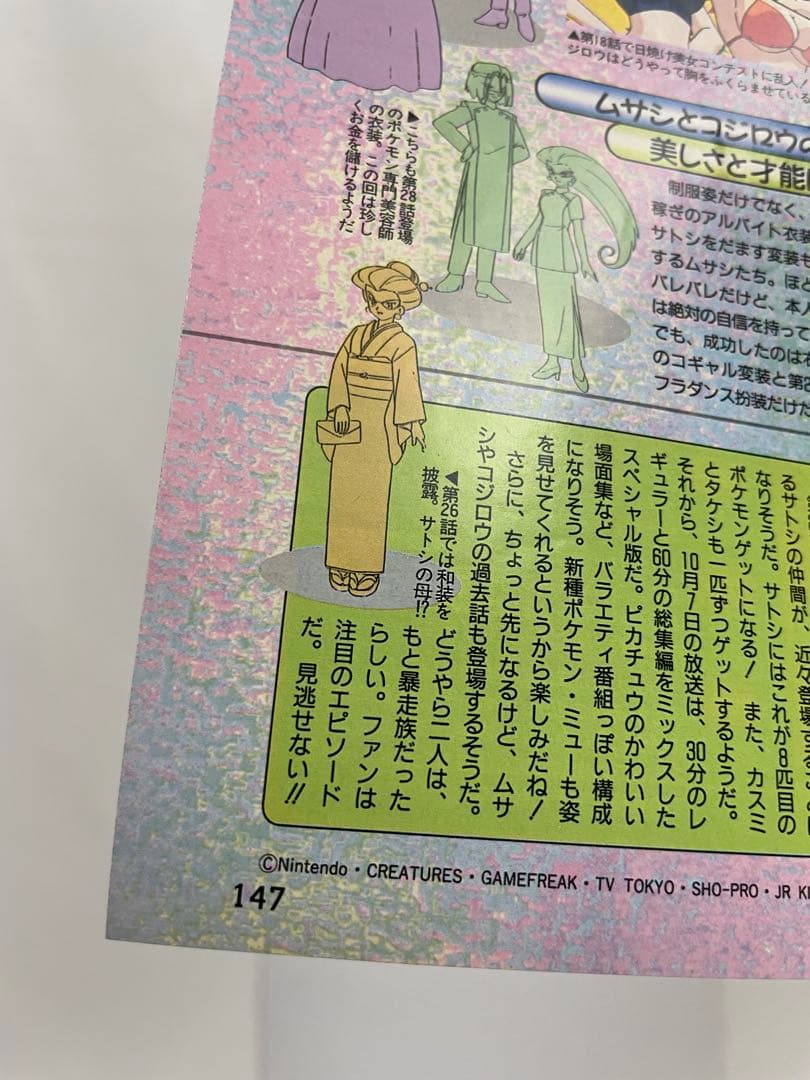 ▲第18話で日焼け美女コンテストに乱入!
ジロウはどうやって胸をふくらませている
ムサシとコジロウの
美しさと才能
▶こちらも第28話登場
のポケモン専門美容師
の衣装。この回は珍し
くお金を儲けるようだ
制服姿だけでなく、
稼ぎのアルバイト衣装
サトシをだます変装も
するムサシたち。ほと
バレバレだけど、本人
は絶対の自信を持って
でも、成功したのは
のコギャル変装と第2
フラダンス扮装だけだ
◀第26話では和装を
披露。サトシの母!?
るサトシの仲間が、近々登場する
なりそうだ。サトシにはこれが8匹目の
ポケモンゲットになる! また、カスミ
とタケシも一匹ずつゲットするようだ。
それから、10月7日の放送は、30分のレ
ギュラーと60分の総集編をミックスした
スペシャル版だ。ピカチュウのかわいい
場面集など、バラエティ番組っぽい構成
になりそう。新種ポケモン・ミューも姿
を見せてくれるというから楽しみだね!
さらに、ちょっと先になるけど、ムサ
シやコジロウの過去話も登場するそうだ。
どうやら二人は、
もと暴走族だった
らしい。ファンは
注目のエピソード
だ。見逃せない!!
©Nintendo・CREATURES・GAMEFREAK・TV TOKYO・SHO-PRO・JR KI
147